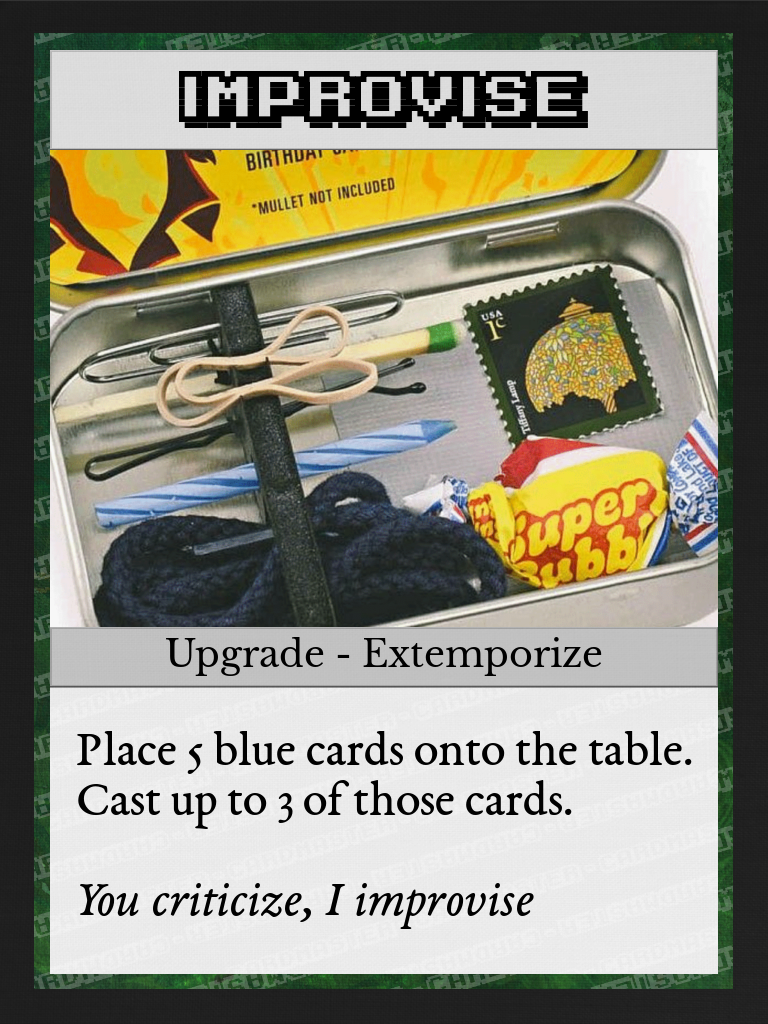 IMPROVISE
BIRTHDAY
*MULLET NOT INCLUDED
USA
1c
Tiffany Lamp
Super
Bubb
Upgrade - Extemporize
Place 5 blue cards onto the table.
Cast up to 3 of those cards.
You criticize, I improvise